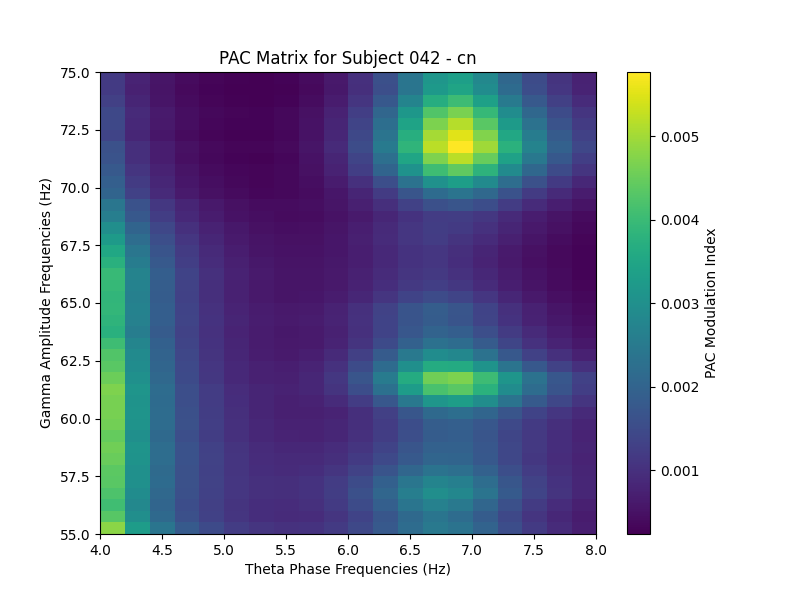 PAC Matrix for Subject 042 - cn
75.0
72.5
70.0
67.5
65.0
62.5
60.0
57.5
55.0
Gamma Amplitude Frequencies (Hz)
4.0 4.5 5.0 5.5 6.0 6.5 7.0 7.5 8.0
Theta Phase Frequencies (Hz)
0.005
0.004
0.003
0.002
0.001
PAC Modulation Index